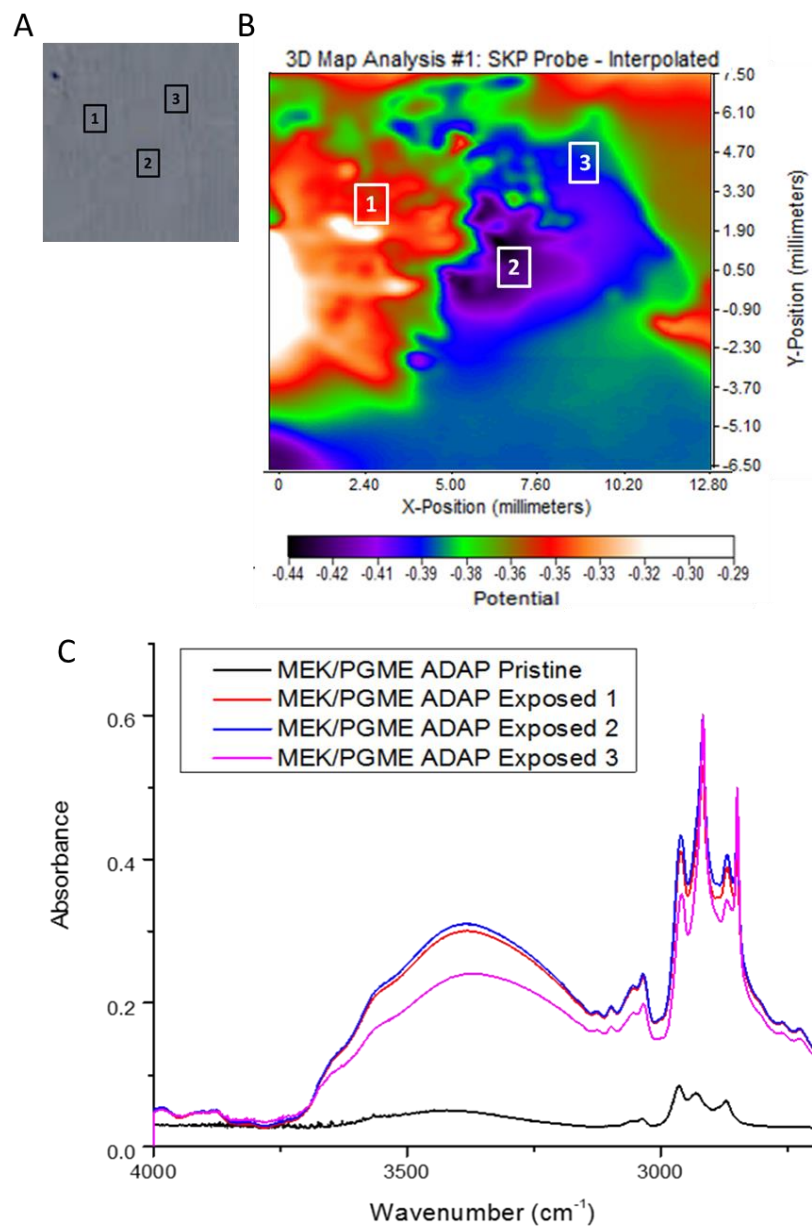 A
1
3
2
B
3D Map Analysis #1: SKP Probe - Interpolated
1
3
2
7.50
6.10
4.70
3.30
1.90
0.50
-0.90
-2.30
-3.70
-5.10
-6.50
Y-Position (millimeters)
0 2.40 5.00 7.60 10.20 12.80
X-Position (millimeters)
-0.44 -0.42 -0.41 -0.39 -0.38 -0.36 -0.35 -0.33 -0.32 -0.30 -0.29
Potential
C
MEK/PGME ADAP Pristine
MEK/PGME ADAP Exposed 1
MEK/PGME ADAP Exposed 2
MEK/PGME ADAP Exposed 3
0.6
0.4
0.2
0.0
Absorbance
4000 3500 3000
Wavenumber (cm⁻¹)